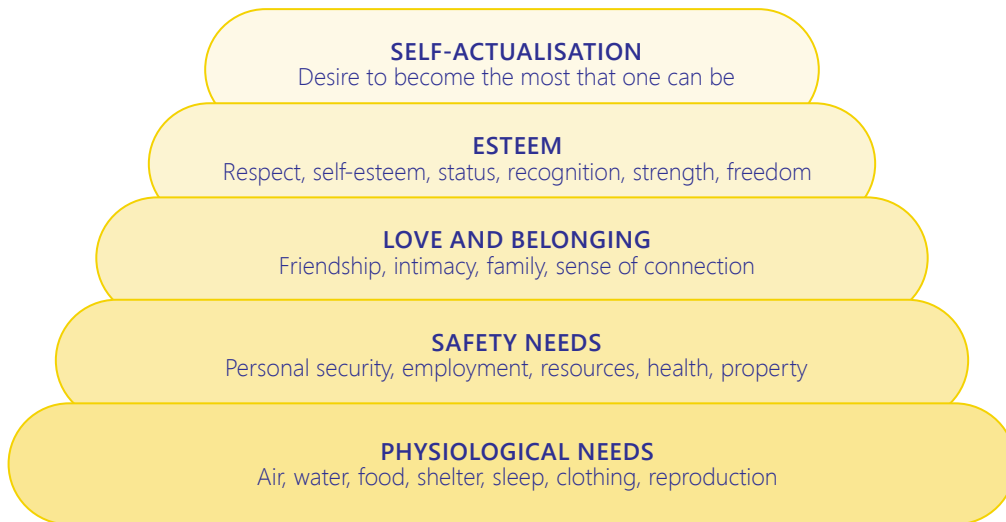 SELF-ACTUALISATION
Desire to become the most that one can be
ESTEEM
Respect, self-esteem, status, recognition, strength, freedom
LOVE AND BELONGING
Friendship, intimacy, family, sense of connection
SAFETY NEEDS
Personal security, employment, resources, health, property
PHYSIOLOGICAL NEEDS
Air, water, food, shelter, sleep, clothing, reproduction